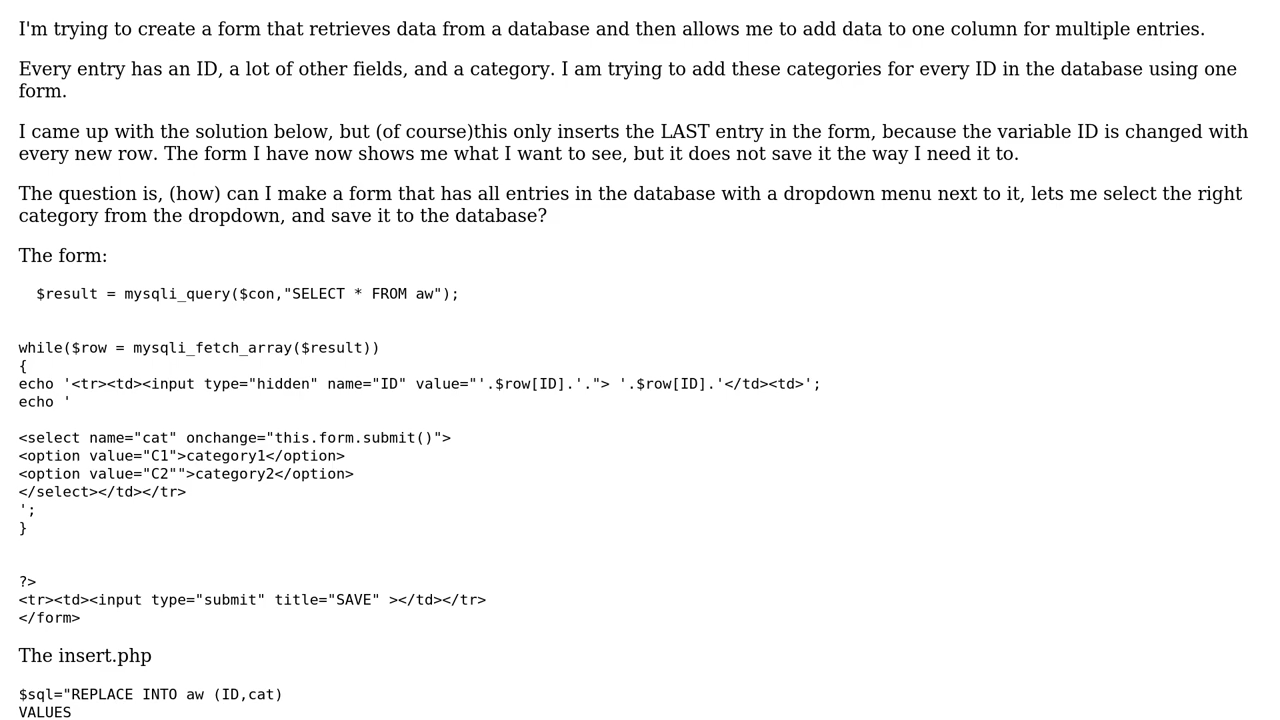 I'm trying to create a form that retrieves data from a database and then allows me to add data to one column for multiple entries.
Every entry has an ID, a lot of other fields, and a category. I am trying to add these categories for every ID in the database using one
form.
I came up with the solution below, but (of course)this only inserts the LAST entry in the form, because the variable ID is changed with
every new row. The form I have now shows me what I want to see, but it does not save it the way I need it to.
The question is, (how) can I make a form that has all entries in the database with a dropdown menu next to it, lets me select the right
category from the dropdown, and save it to the database?
The form:
$result = mysqli_query($con,"SELECT * FROM aw");
while($row = mysqli_fetch_array($result))
{
echo '<tr><td><input type="hidden" name="ID" value="'.$row[ID].'."> '.$row[ID].'</td><td>';
echo '
<select name="cat" onchange="this.form.submit()">
<option value="C1">category1</option>
<option value="C2"">category2</option>
</select></td></tr>
';
}
?>
<tr><td><input type="submit" title="SAVE" ></td></tr>
</form>
The insert.php
$sql="REPLACE INTO aw (ID,cat)
VALUES